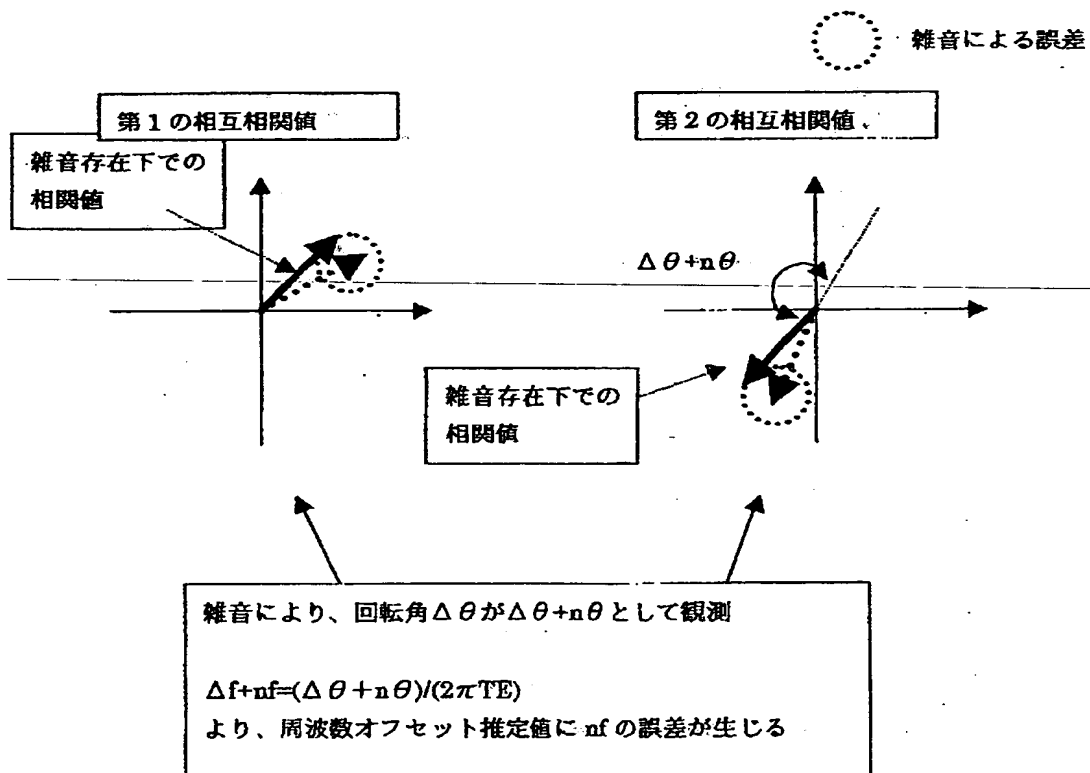 雑音による誤差
第1の相互相関値
第2の相互相関値
雑音存在下での
相関値
Δθ+nθ
雑音存在下での
相関値
雑音により、回転角ΔθがΔθ+nθとして観測
Δf+nf=(Δθ+nθ)/(2πTE)
より、周波数オフセット推定値に nf の誤差が生じる